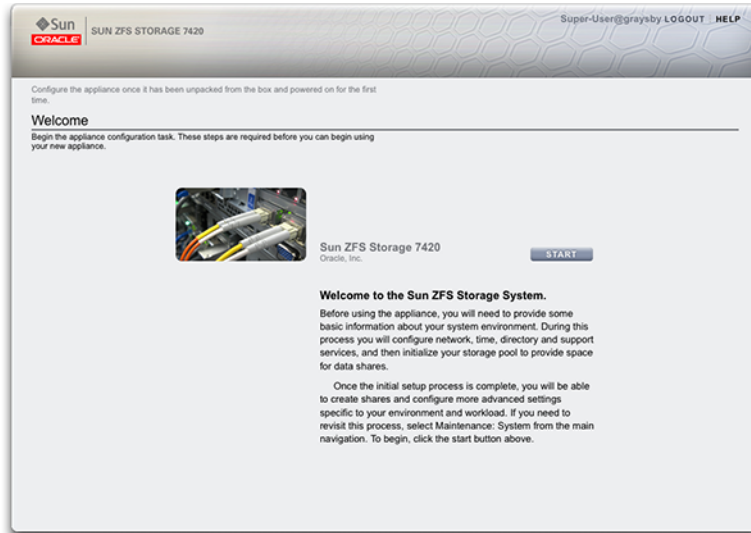 Sun
ORACLE
SUN ZFS STORAGE 7420
Super-User@graysby LOGOUT HELP
Configure the appliance once it has been unpacked from the box and powered on for the first
time.
Welcome
Begin the appliance configuration task. These steps are required before you can begin using
your new appliance.
Sun ZFS Storage 7420
Oracle, Inc.
START
Welcome to the Sun ZFS Storage System.
Before using the appliance, you will need to provide some
basic information about your system environment. During this
process you will configure network, time, directory and support
services, and then initialize your storage pool to provide space
for data shares.
Once the initial setup process is complete, you will be able
to create shares and configure more advanced settings
specific to your environment and workload. If you need to
revisit this process, select Maintenance: System from the main
navigation. To begin, click the start button above.